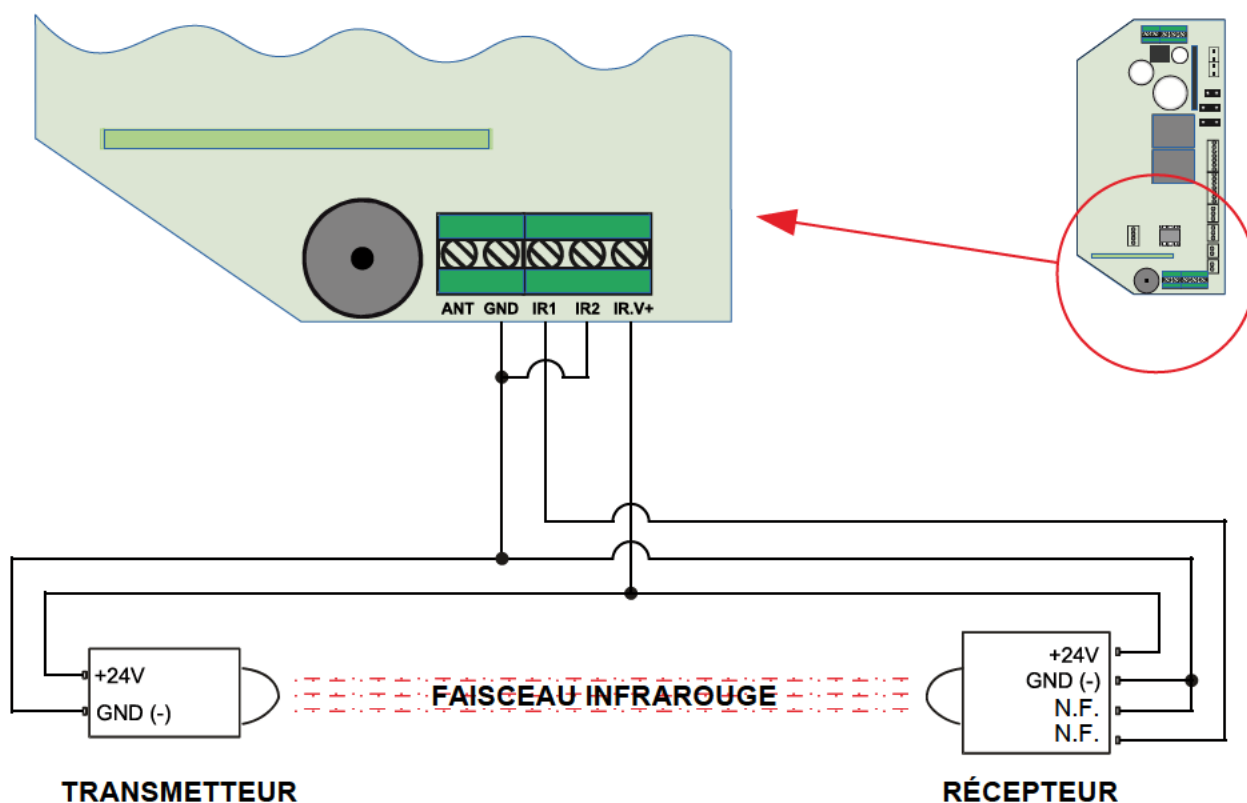 ANT GND IR1 IR2 IR.V+
+24V
GND (-)
FAISCEAU INFRAROUGE
+24V
GND (-)
N.F.
N.F.
TRANSMETTEUR
RÉCEPTEUR